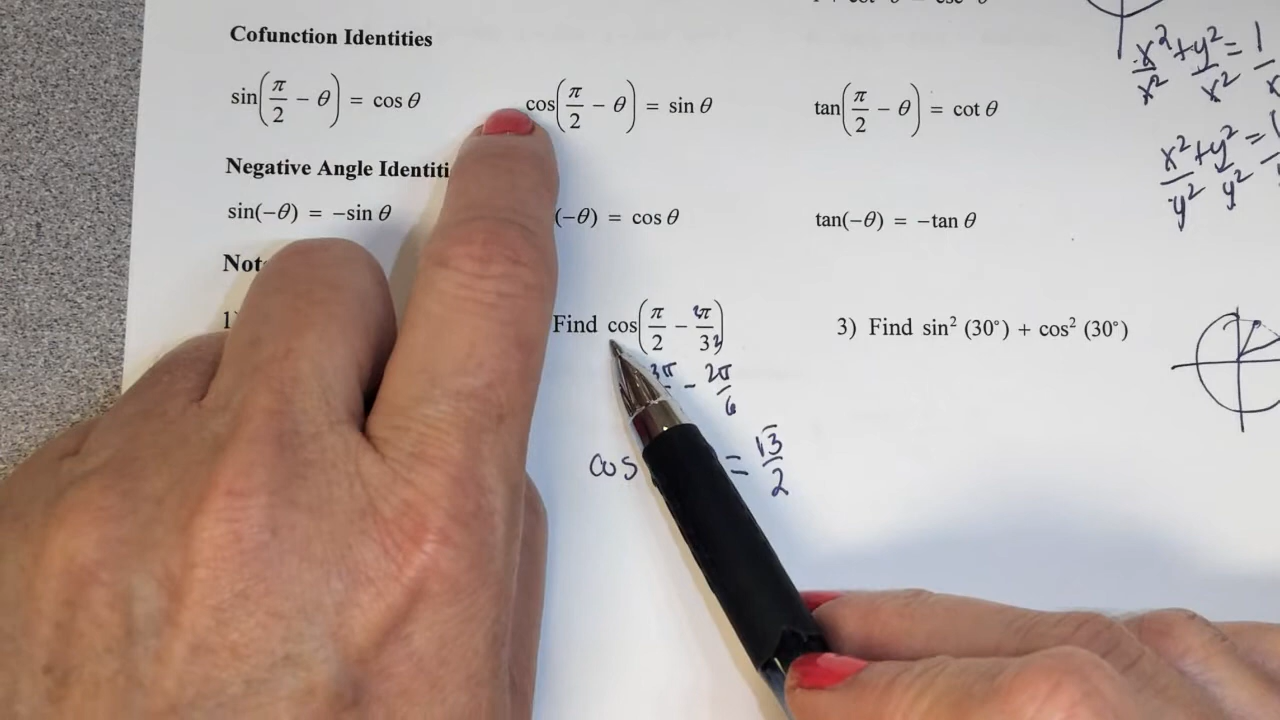 Cofunction Identities
sin(π/2 − θ) = cos θ    cos(π/2 − θ) = sin θ    tan(π/2 − θ) = cot θ
x²/x² + y²/x² = 1/x
x²/y² + y²/y² = 1
Negative Angle Identiti
sin(−θ) = −sin θ    (−θ) = cos θ    tan(−θ) = −tan θ
Not
1)    Find cos(π/2 − π/3)    3) Find sin² (30°) + cos² (30°)
3π − 2π/6
cos = √3/2